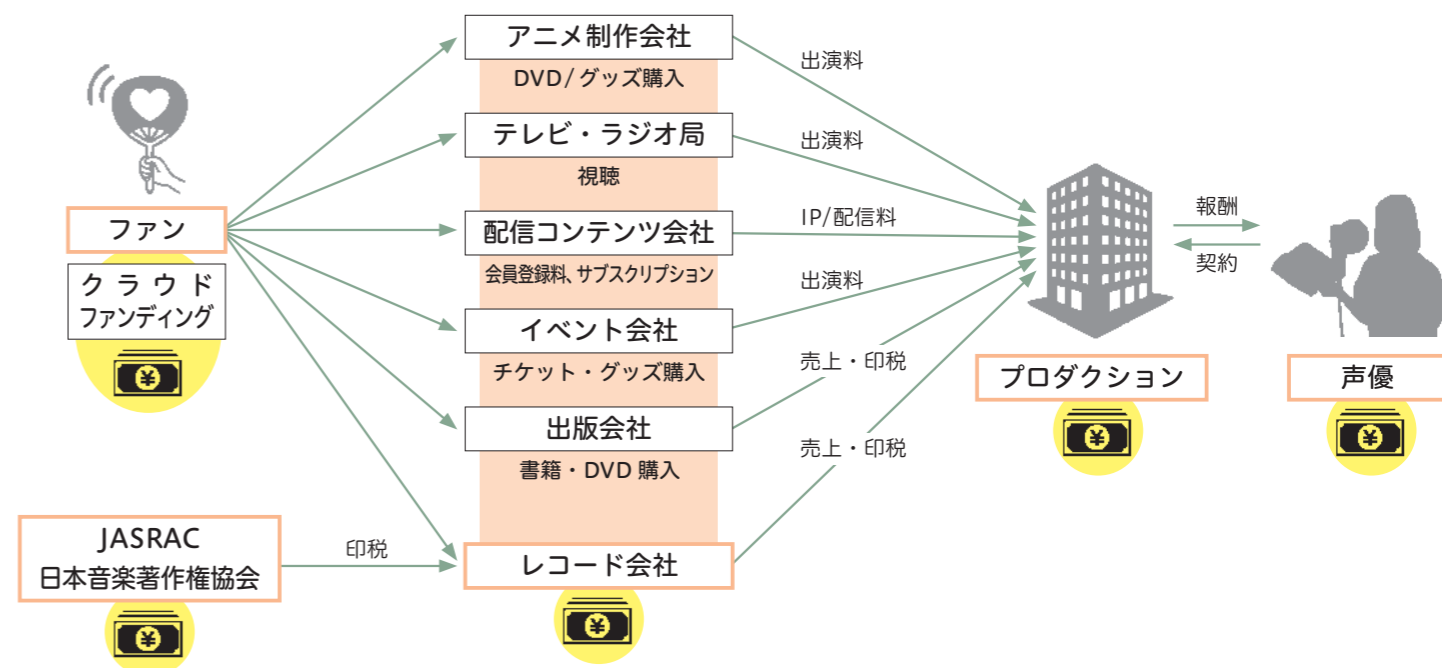 ファン
クラウド
ファンディング
¥
JASRAC
日本音楽著作権協会
¥
印税
アニメ制作会社
DVD/グッズ購入
テレビ・ラジオ局
視聴
配信コンテンツ会社
会員登録料、サブスクリプション
イベント会社
チケット・グッズ購入
出版会社
書籍・DVD 購入
レコード会社
¥
出演料
出演料
IP/配信料
出演料
売上・印税
売上・印税
プロダクション
¥
報酬
契約
声優
¥